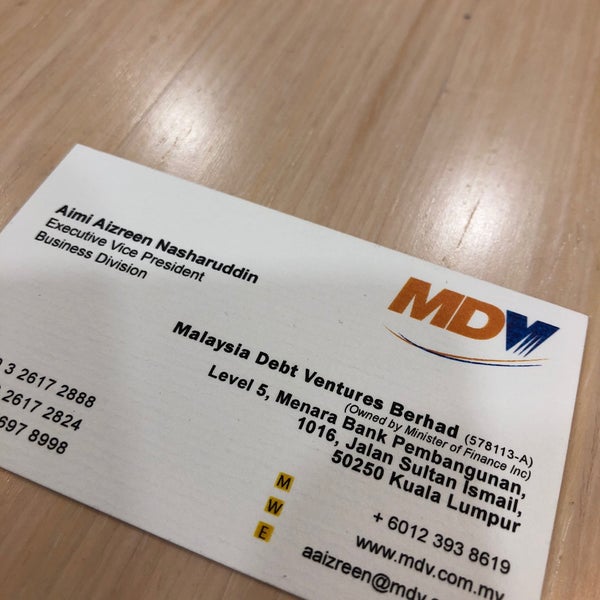 Aimi Aizreen Nasharuddin
Executive Vice President
Business Division
MDV
Malaysia Debt Ventures Berhad (578113-A)
(Owned by Minister of Finance Inc)
Level 5, Menara Bank Pembangunan,
1016, Jalan Sultan Ismail,
50250 Kuala Lumpur
3 2617 2888
2617 2824
697 8998
M + 6012 393 8619
W www.mdv.com.my
E aaizreen@mdv.